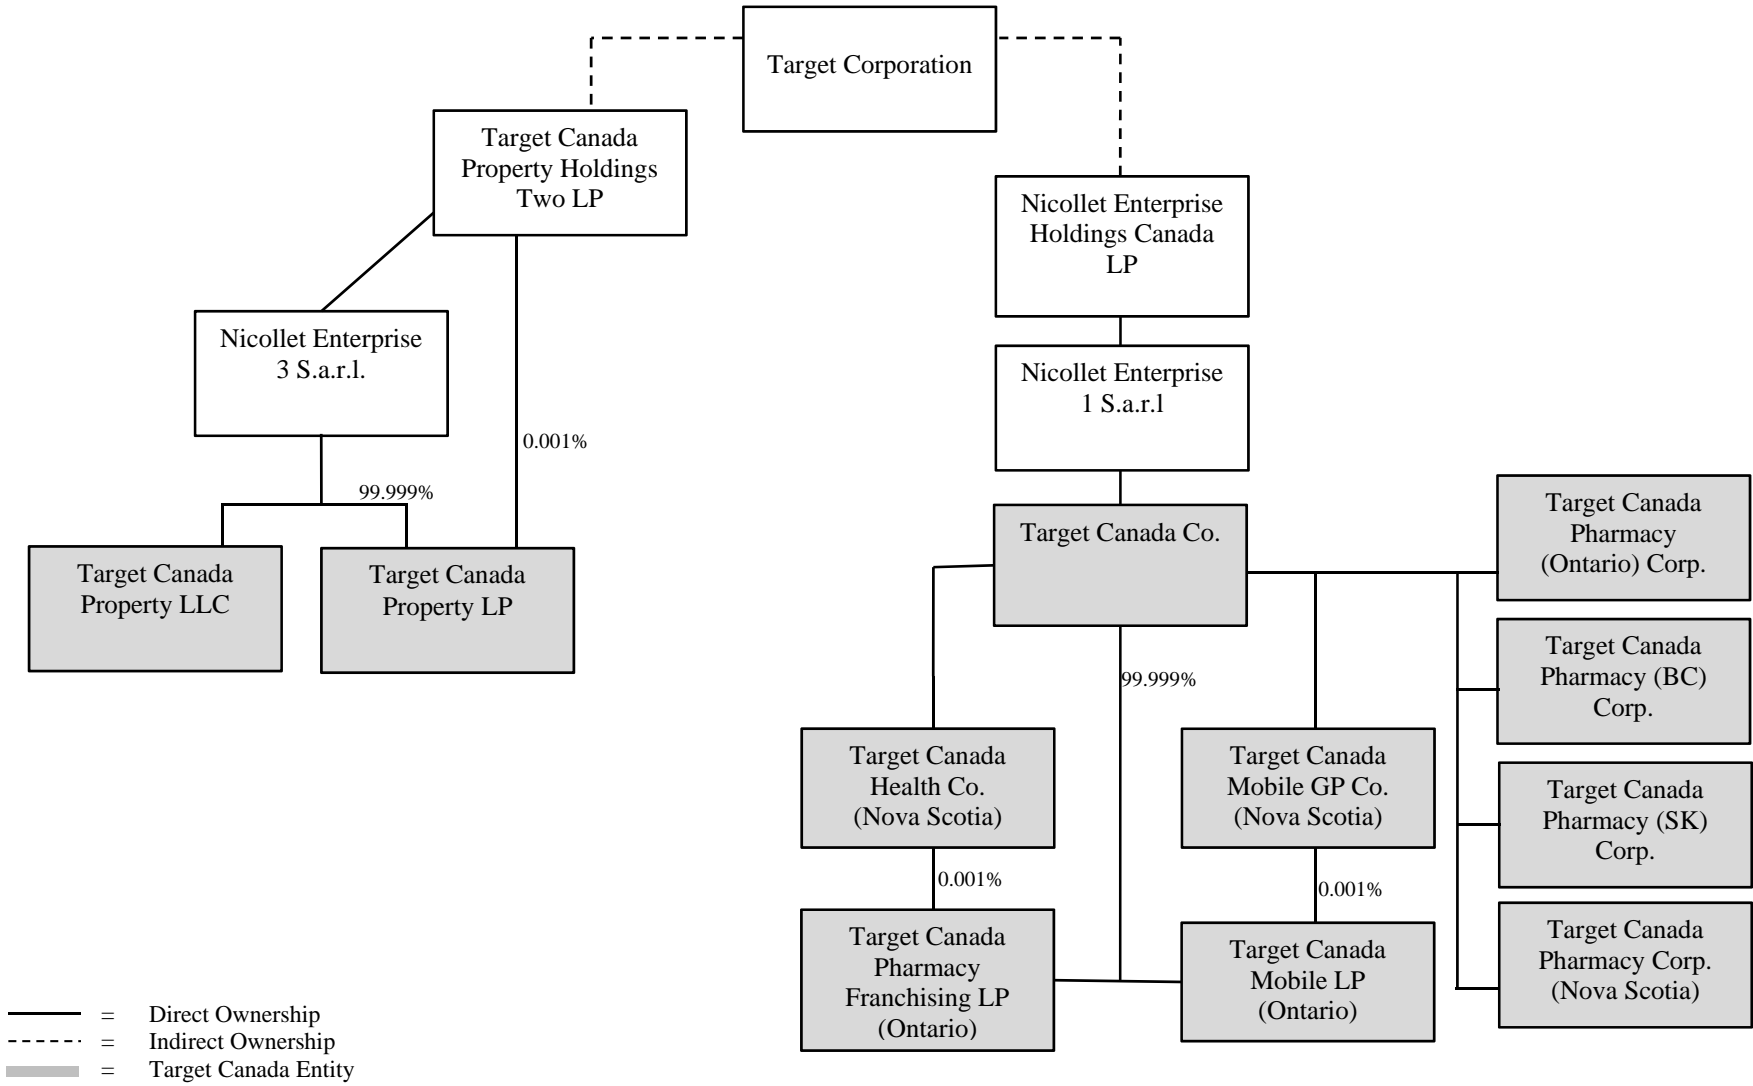 Target Corporation
Target Canada
Property Holdings
Two LP
Nicollet Enterprise
Holdings Canada
LP
Nicollet Enterprise
3 S.a.r.l.
Nicollet Enterprise
1 S.a.r.l
0.001%
99.999%
Target Canada
Property LLC
Target Canada
Property LP
Target Canada Co.
Target Canada
Pharmacy
(Ontario) Corp.
Target Canada
Pharmacy (BC)
Corp.
99.999%
Target Canada
Health Co.
(Nova Scotia)
Target Canada
Mobile GP Co.
(Nova Scotia)
Target Canada
Pharmacy (SK)
Corp.
0.001%
0.001%
Target Canada
Pharmacy
Franchising LP
(Ontario)
Target Canada
Mobile LP
(Ontario)
Target Canada
Pharmacy Corp.
(Nova Scotia)
= Direct Ownership
= Indirect Ownership
= Target Canada Entity